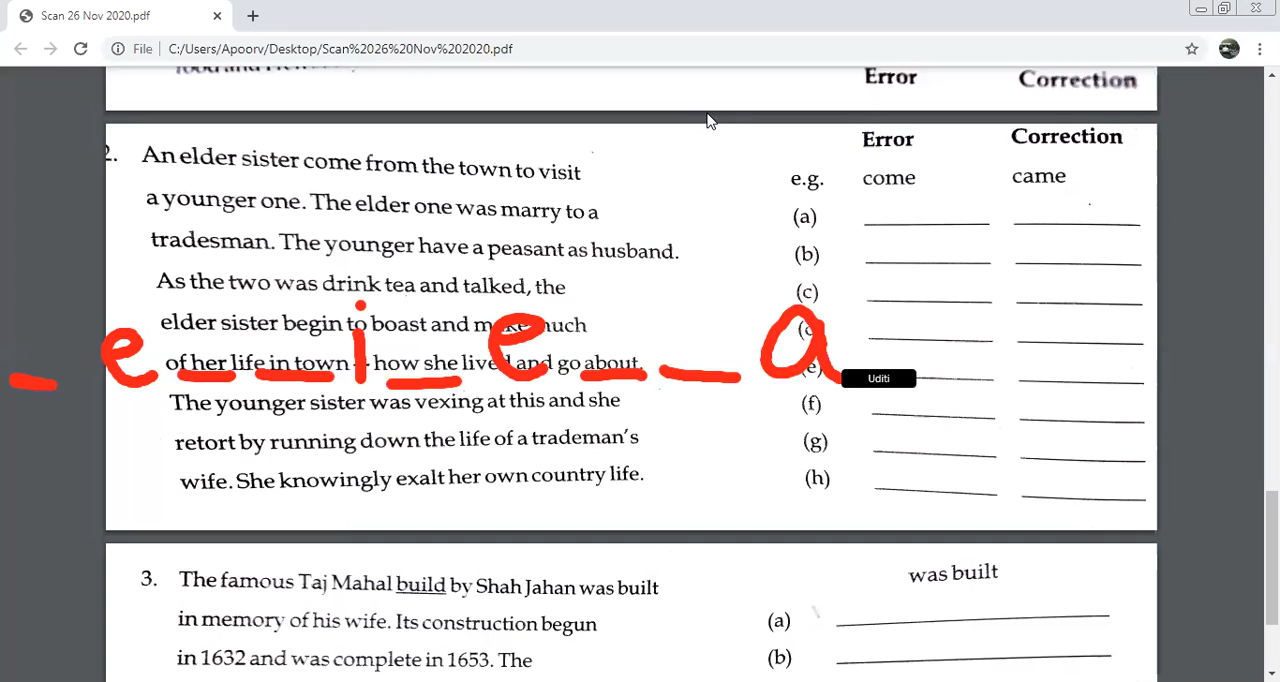 Scan 26 Nov 2020.pdf
File C:/Users/Apoorv/Desktop/Scan%2026%20Nov%202020.pdf
Error Correction
Error Correction
2. An elder sister come from the town to visit e.g. come came
a younger one. The elder one was marry to a (a)
tradesman. The younger have a peasant as husband. (b)
As the two was drink tea and talked, the (c)
elder sister begin to boast and make much (d)
of her life in town – how she lived and go about. (e)
_ e _ _ i _ e _ _ a
Uditi
The younger sister was vexing at this and she (f)
retort by running down the life of a trademan's (g)
wife. She knowingly exalt her own country life. (h)
3. The famous Taj Mahal build by Shah Jahan was built was built
in memory of his wife. Its construction begun (a)
in 1632 and was complete in 1653. The (b)